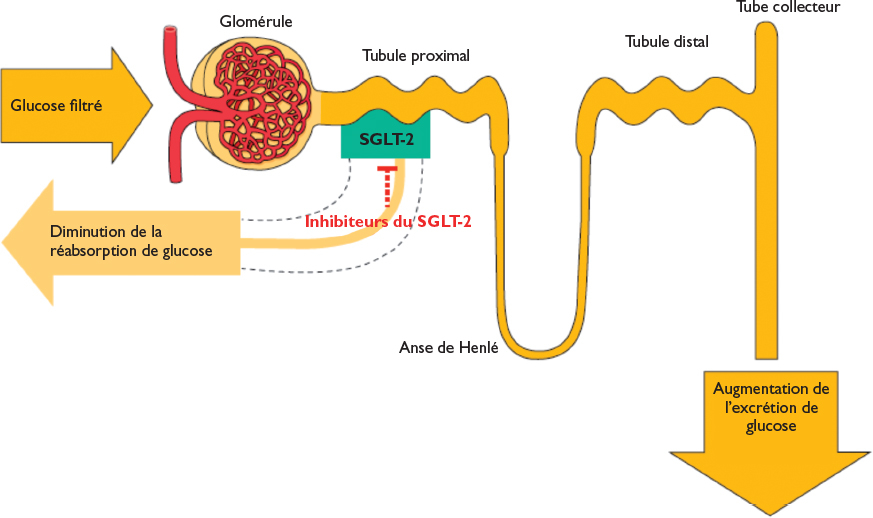 Tube collecteur
Glomérule
Tubule distal
Tubule proximal
Glucose filtré
SGLT-2
Inhibiteurs du SGLT-2
Diminution de la
réabsorption de glucose
Anse de Henlé
Augmentation de
l'excrétion de
glucose